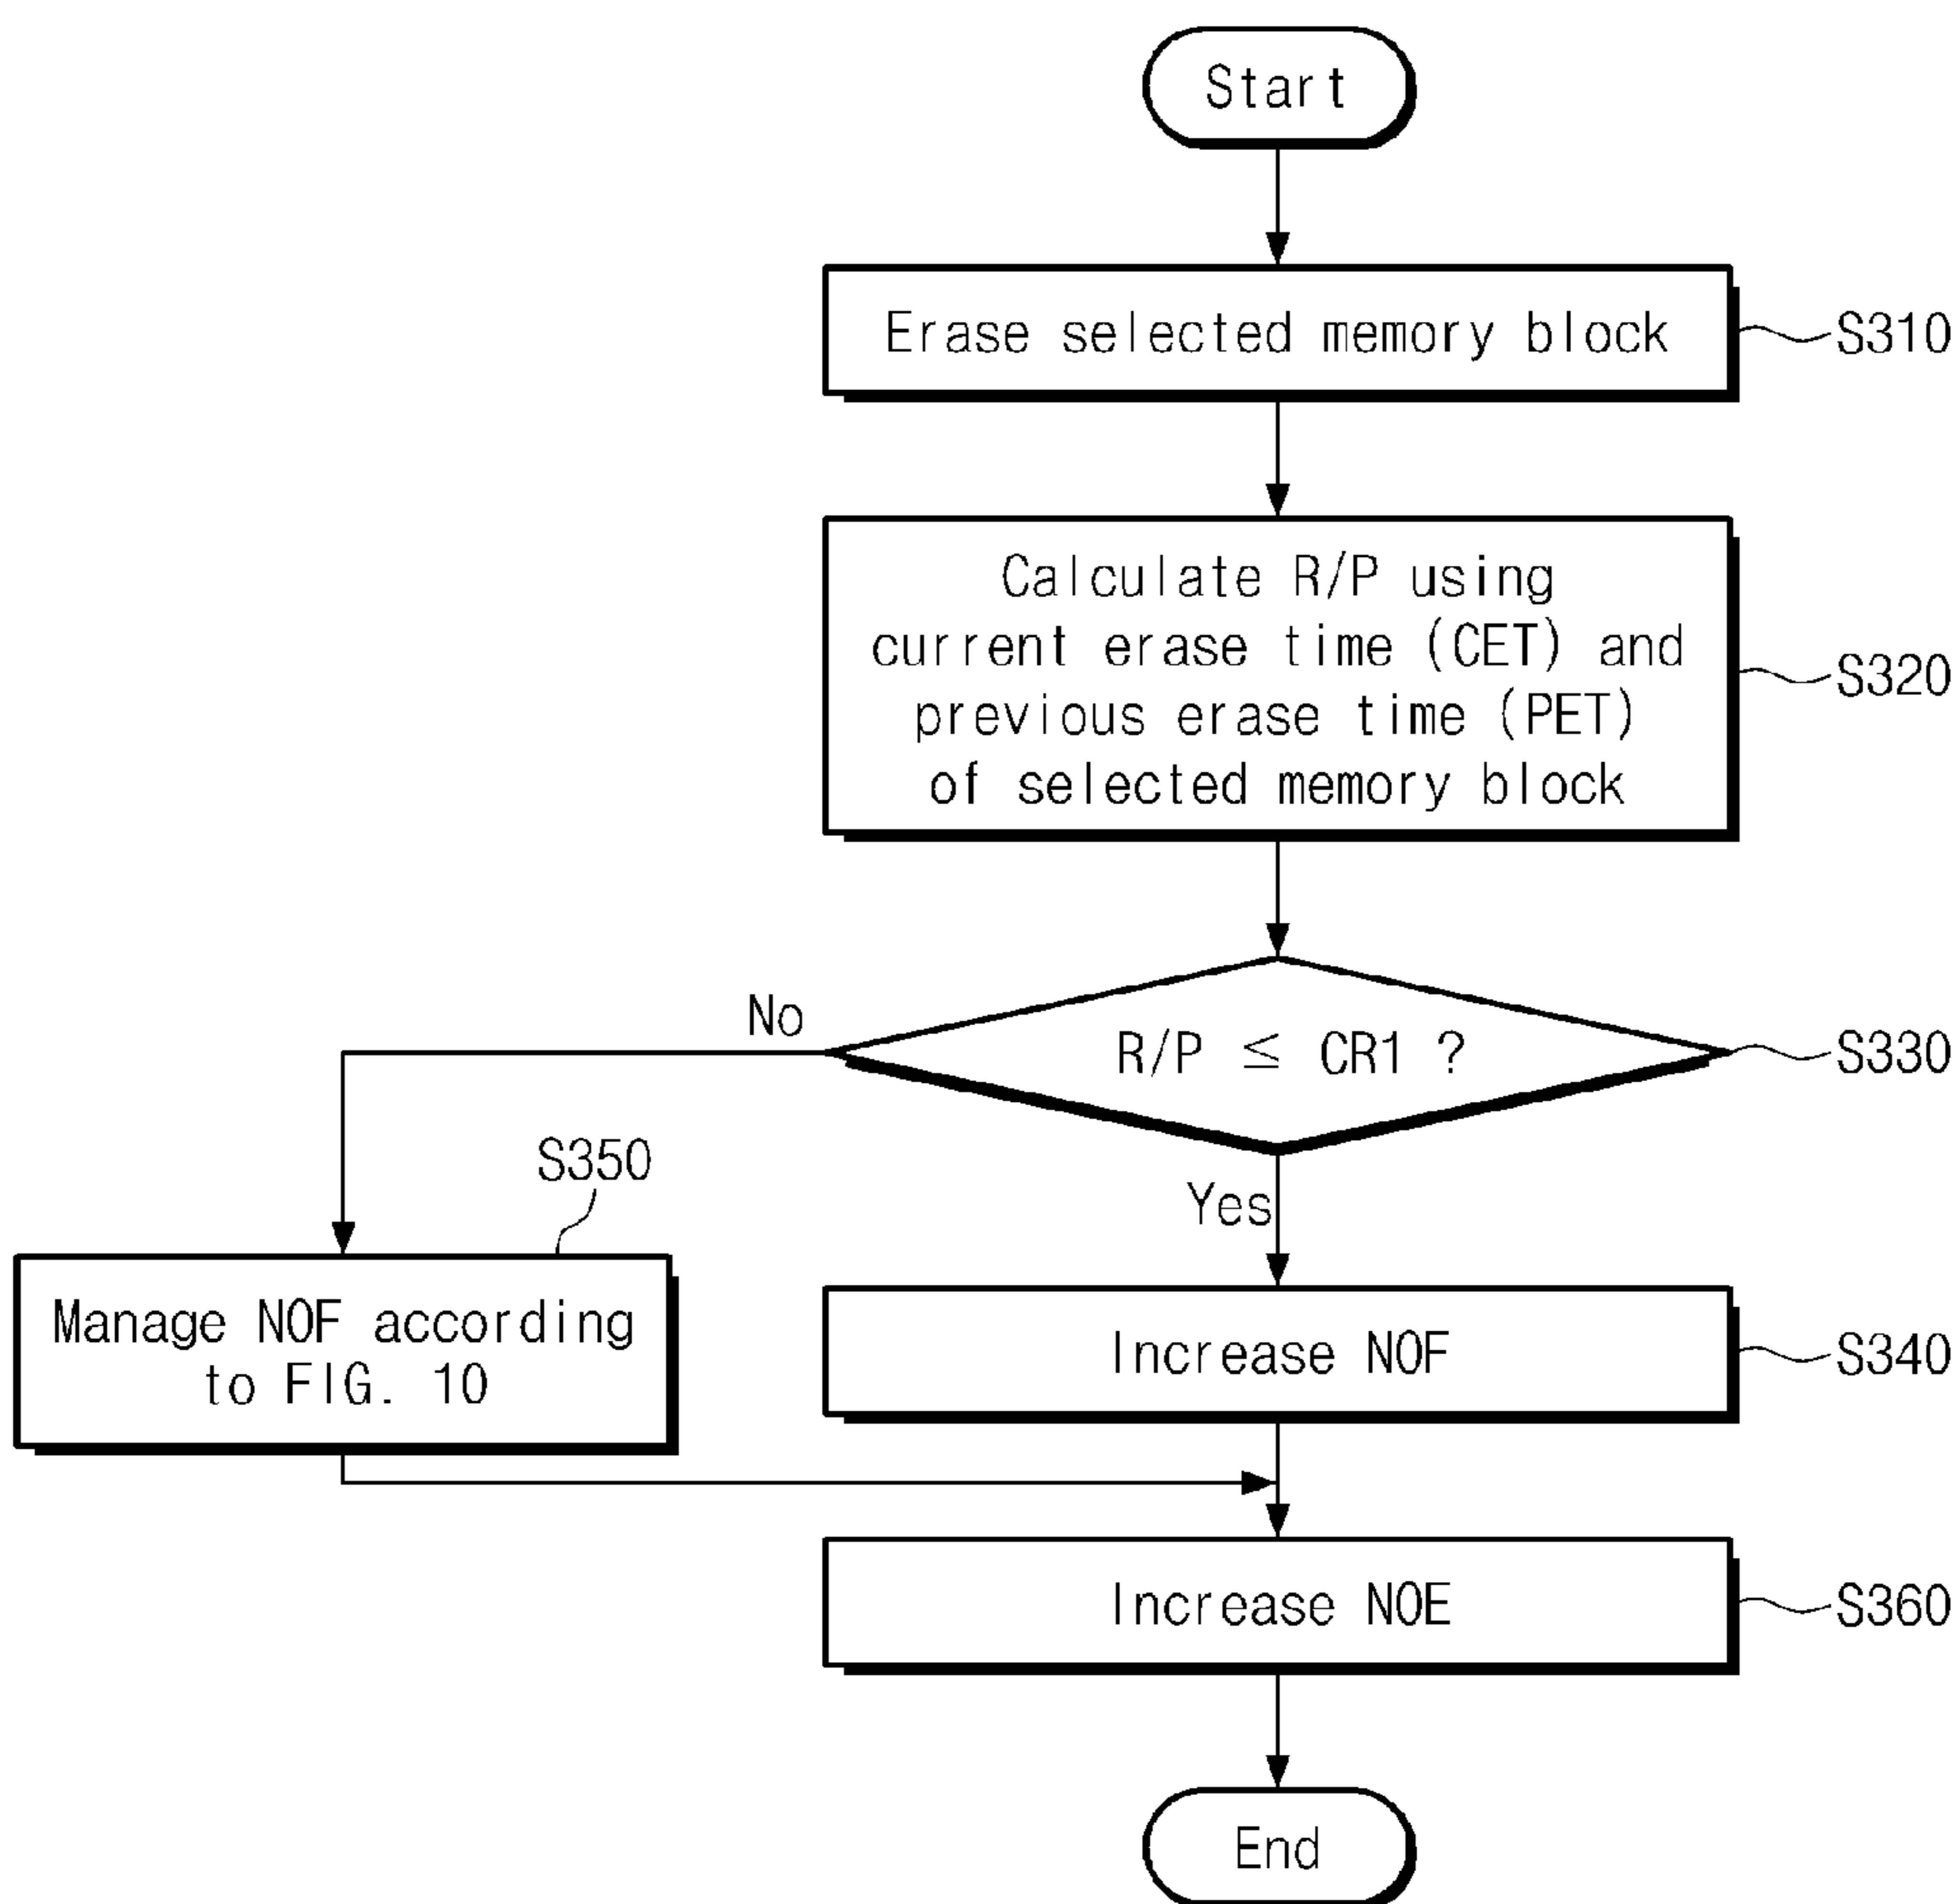 Start
Erase selected memory block
S310
Calculate R/P using
current erase time (CET) and
previous erase time (PET)
of selected memory block
S320
No
R/P ≤ CR1 ?
S330
S350
Yes
Manage NOF according
to FIG. 10
Increase NOF
S340
Increase NOE
S360
End